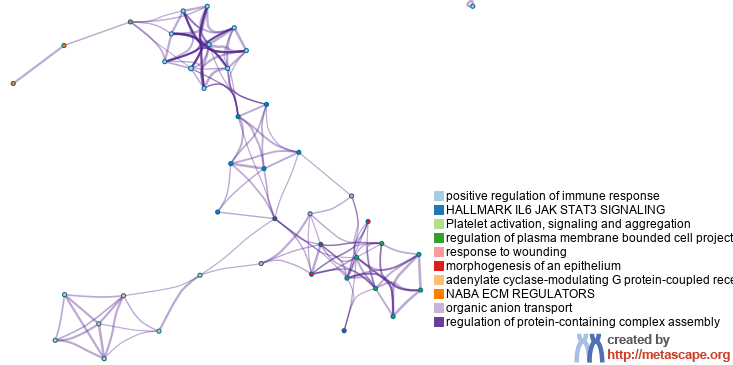 positive regulation of immune response
HALLMARK IL6 JAK STAT3 SIGNALING
Platelet activation, signaling and aggregation
regulation of plasma membrane bounded cell project
response to wounding
morphogenesis of an epithelium
adenylate cyclase-modulating G protein-coupled rece
NABA ECM REGULATORS
organic anion transport
regulation of protein-containing complex assembly
created by
http://metascape.org